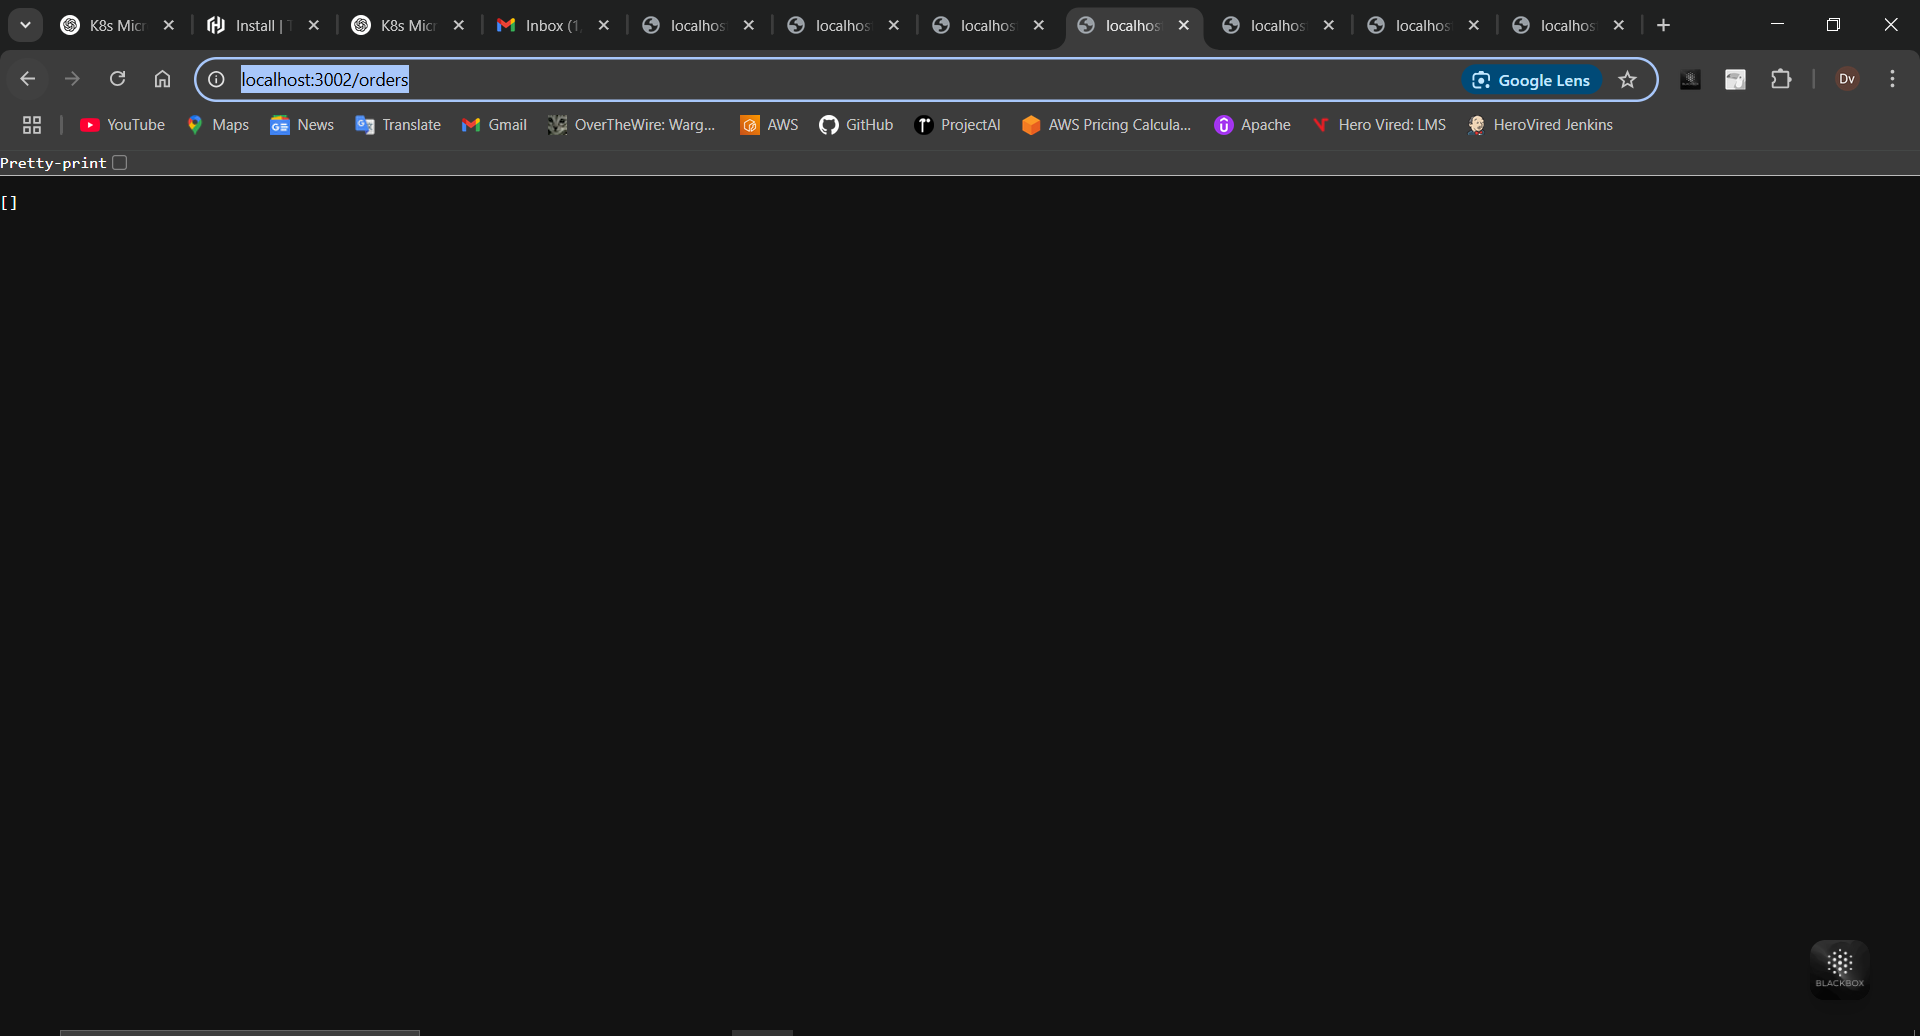 K8s Micr
Install | T
K8s Micr
Inbox (1,
localhos
localhos
localhost
localhos
localhos
localhos
localhos
localhost:3002/orders
Google Lens
Dv
YouTube
Maps
News
Translate
Gmail
OverTheWire: Warg...
AWS
GitHub
ProjectAI
AWS Pricing Calcula...
Apache
Hero Vired: LMS
HeroVired Jenkins
Pretty-print
[]
BLACKBOX